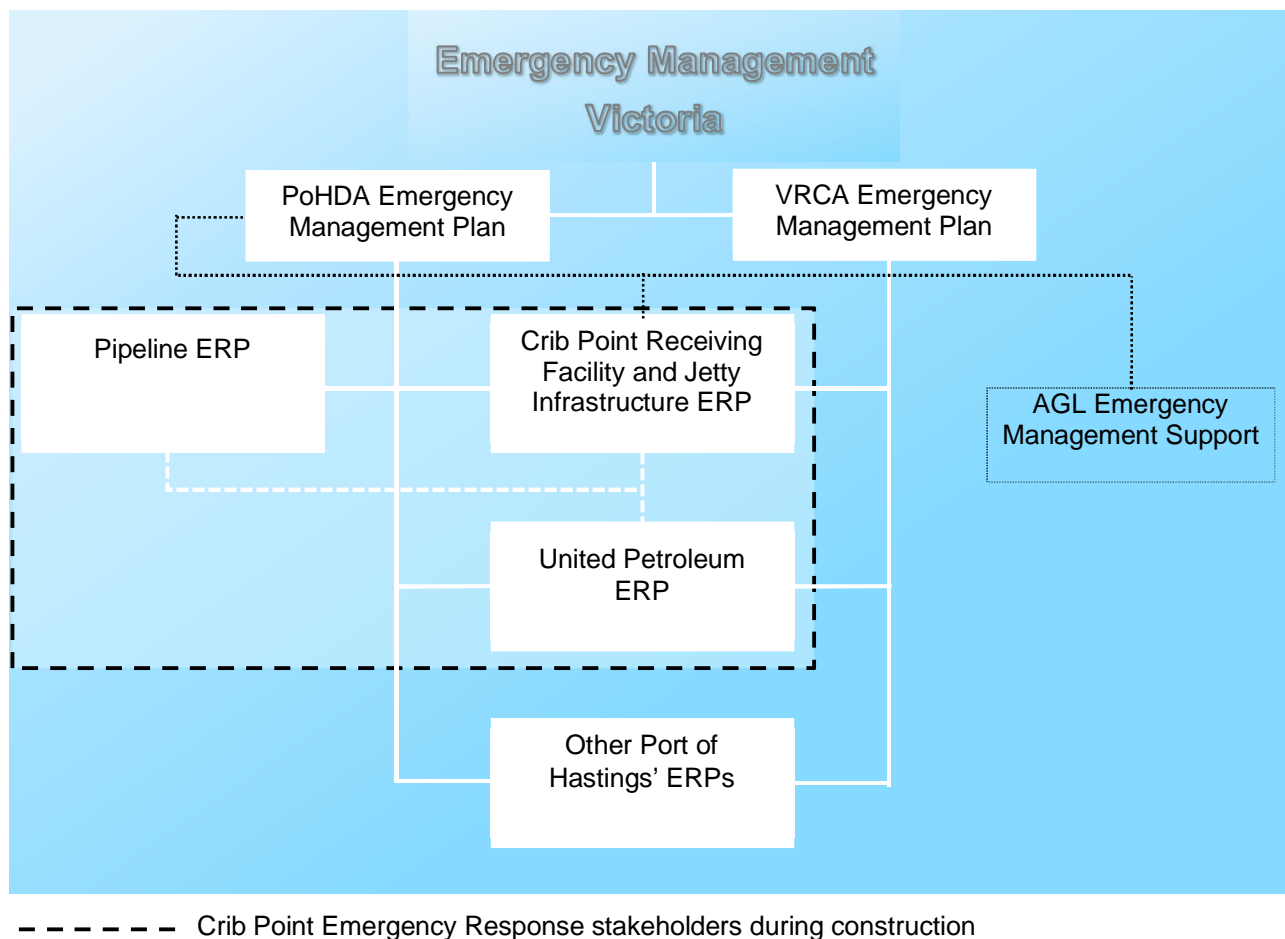 Emergency Management
Victoria
PoHDA Emergency
Management Plan
VRCA Emergency
Management Plan
Pipeline ERP
Crib Point Receiving
Facility and Jetty
Infrastructure ERP
AGL Emergency
Management Support
United Petroleum
ERP
Other Port of
Hastings’ ERPs
Crib Point Emergency Response stakeholders during construction